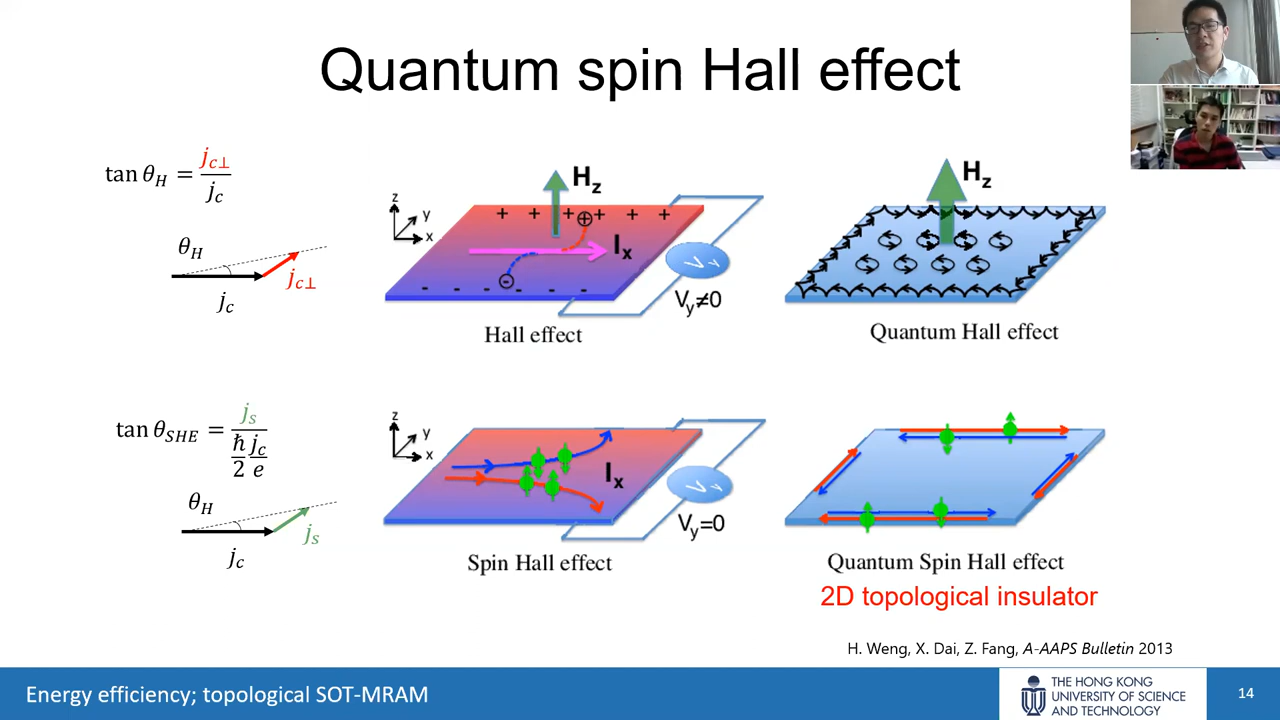 Quantum spin Hall effect
tan θ_H = j_c⊥ / j_c
θ_H
j_c⊥
j_c
z
y
x
H_z
+ + + ⊕ + + +
I_x
⊖
- - - - - -
V_y
V_y≠0
Hall effect
H_z
Quantum Hall effect
tan θ_SHE = j_s / (ħ/2 j_c/e)
θ_H
j_s
j_c
z
y
x
I_x
V_y
V_y=0
Spin Hall effect
Quantum Spin Hall effect
2D topological insulator
H. Weng, X. Dai, Z. Fang, A-AAPS Bulletin 2013
Energy efficiency; topological SOT-MRAM
THE HONG KONG
UNIVERSITY OF SCIENCE
AND TECHNOLOGY
14